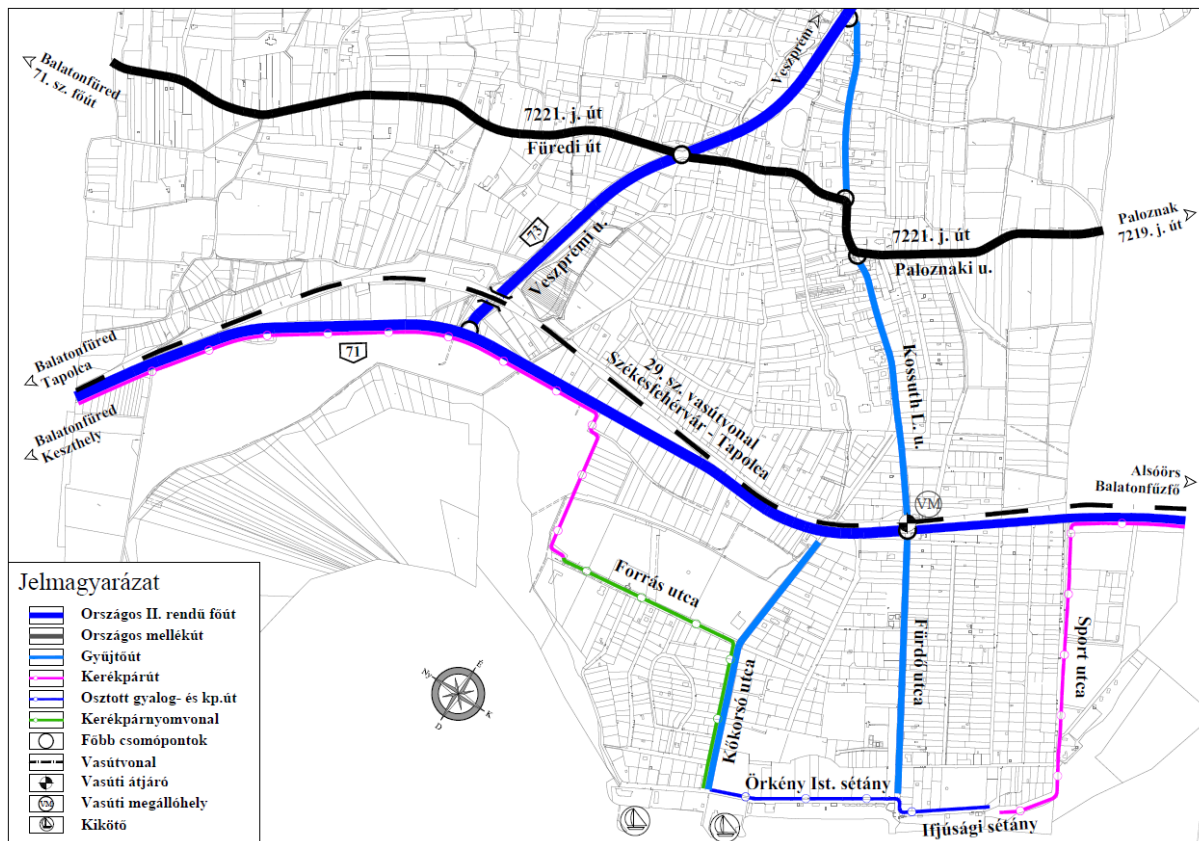 Veszprém
Balatonfüred
71. sz. főút
7221. j. út
Füredi út
Paloznak
7219. j. út
7221. j. út
Paloznaki u.
73
Veszprémi u.
71
Balatonfüred
Tapolca
Balatonfüred
Keszthely
29. sz. vasútvonal
Székesfehérvár - Tapolca
Kossuth L. u.
VM
Alsóörs
Balatonfűzfő
Forrás utca
Kőkorsó utca
Fürdő utca
Sport utca
Örkény Ist. sétány
Ifjúsági sétány
É
Ny
K
D
Jelmagyarázat
Országos II. rendű főút
Országos mellékút
Gyűjtőút
Kerékpárút
Osztott gyalog- és kp.út
Kerékpárnyomvonal
Főbb csomópontok
Vasútvonal
Vasúti átjáró
VM Vasúti megállóhely
Kikötő